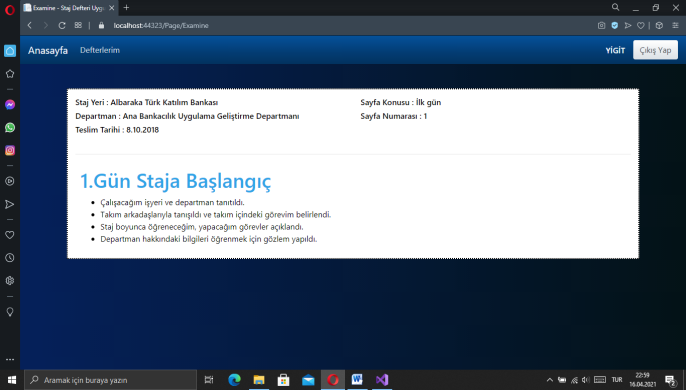 Examine - Staj Defteri Uygu
localhost:44323/Page/Examine
Anasayfa Defterlerim YİGİT Çıkış Yap
Staj Yeri : Albaraka Türk Katılım Bankası Sayfa Konusu : İlk gün
Departman : Ana Bankacılık Uygulama Geliştirme Departmanı Sayfa Numarası : 1
Teslim Tarihi : 8.10.2018
1.Gün Staja Başlangıç
Çalışacağım işyeri ve departman tanıtıldı.
Takım arkadaşlarıyla tanışıldı ve takım içindeki görevim belirlendi.
Staj boyunca öğreneceğim, yapacağım görevler açıklandı.
Departman hakkındaki bilgileri öğrenmek için gözlem yapıldı.
Aramak için buraya yazın
TUR
22:59
16.04.2021
2